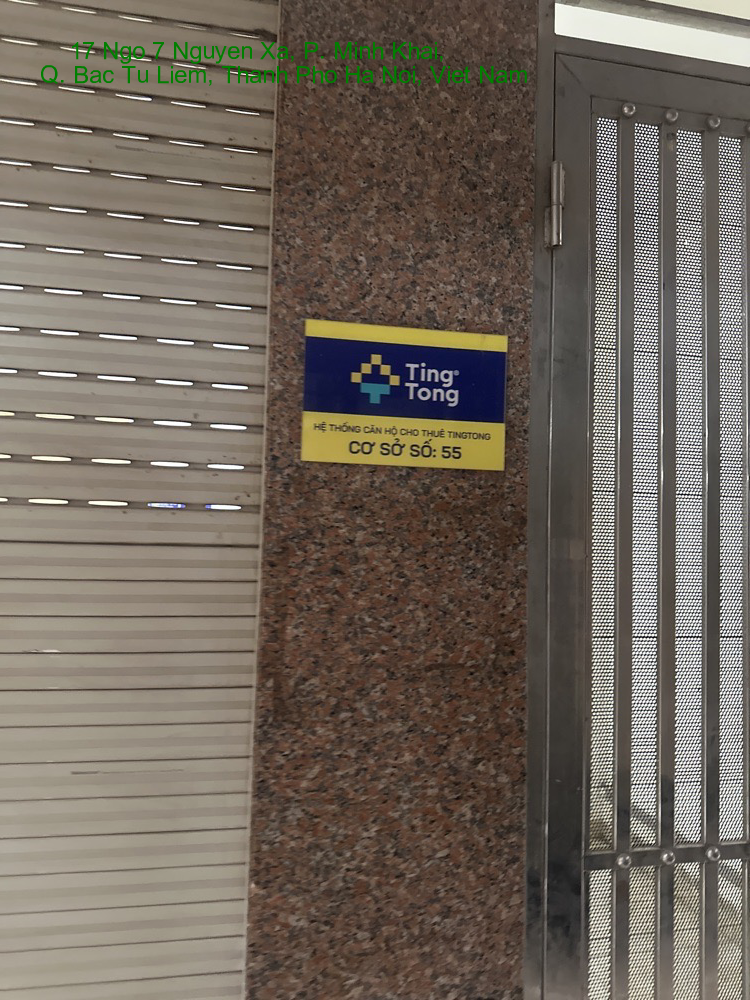 17 Ngo 7 Nguyen Xa, P. Minh Khai,
Q. Bac Tu Liem, Thanh Pho Ha Noi, Viet Nam
Ting®
Tong
HỆ THỐNG CĂN HỘ CHO THUÊ TINGTONG
CƠ SỞ SỐ: 55